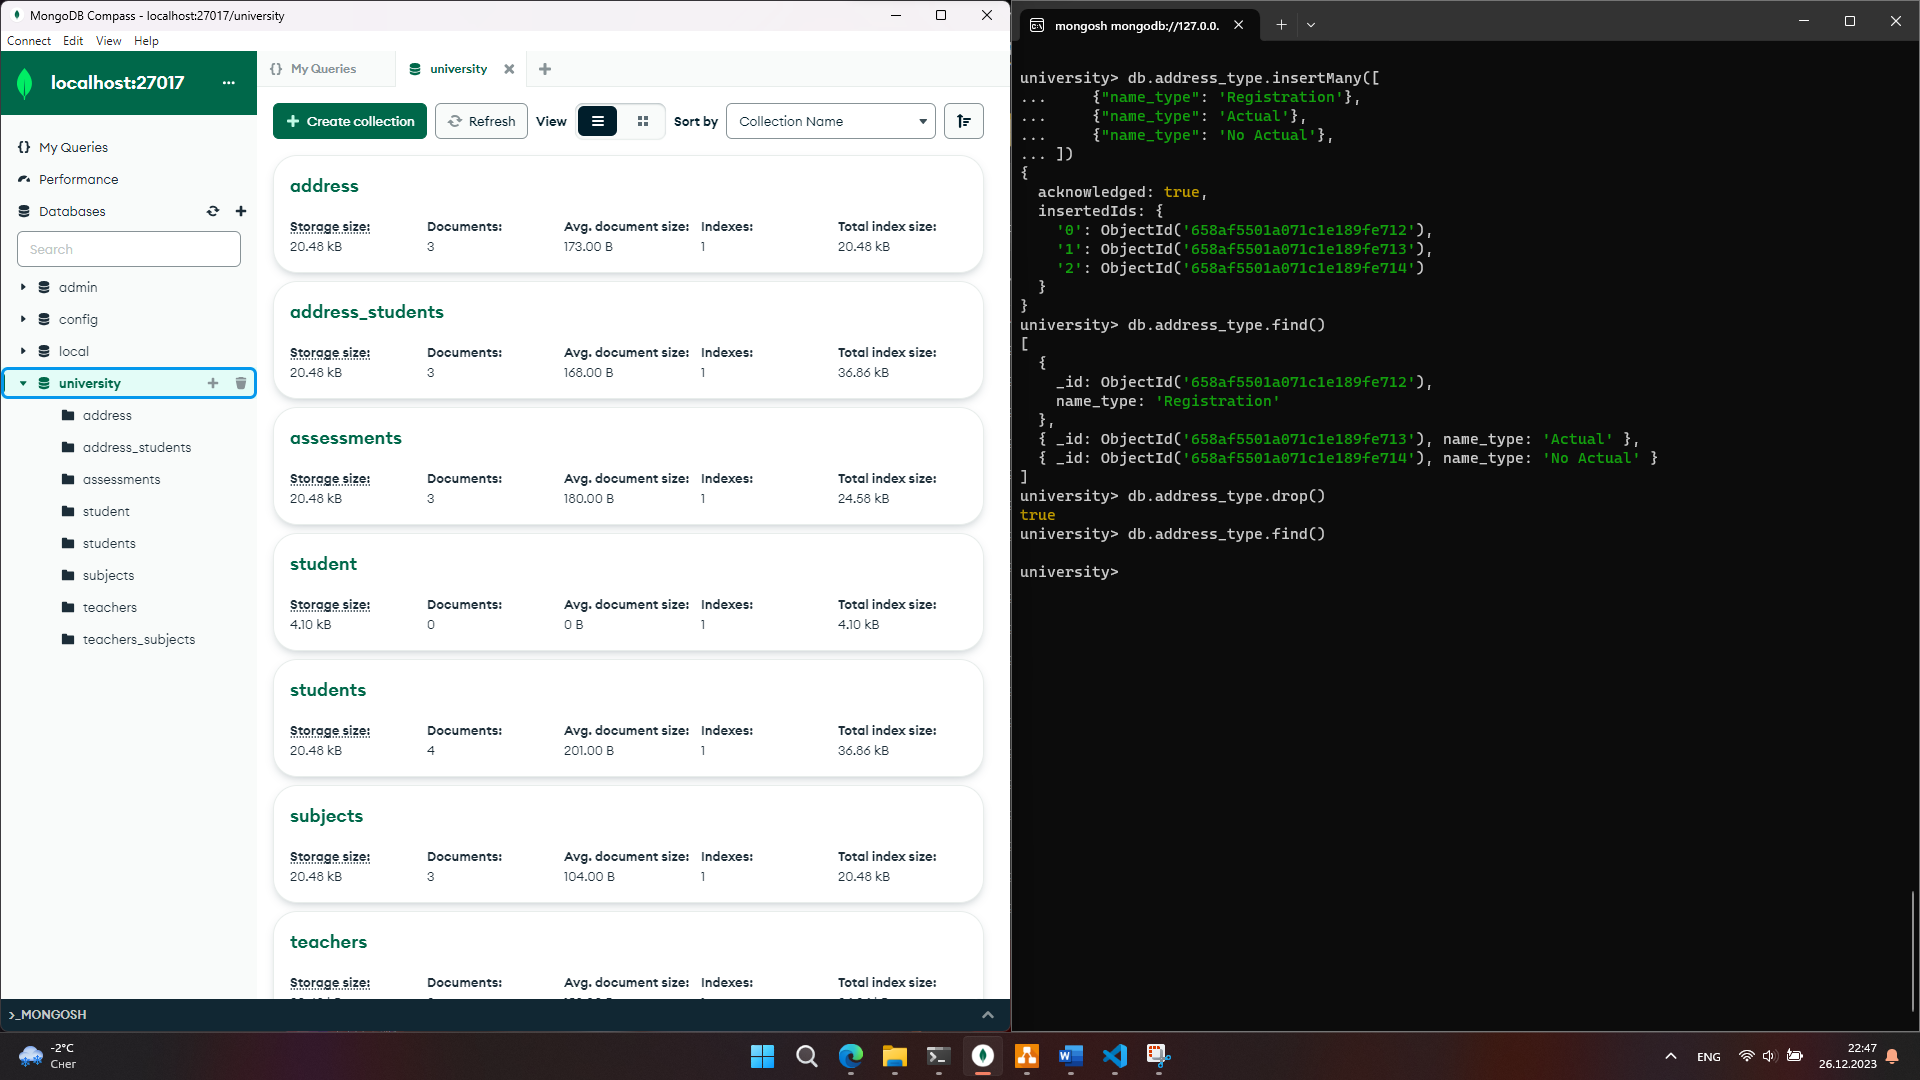 MongoDB Compass - localhost:27017/university
Connect Edit View Help
localhost:27017 ...
My Queries
Performance
Databases
Search
admin
config
local
university
address
address_students
assessments
student
students
subjects
teachers
teachers_subjects
{} My Queries
university
Create collection Refresh View Sort by Collection Name
address
Storage size: Documents: Avg. document size: Indexes: Total index size:
20.48 kB 3 173.00 B 1 20.48 kB
address_students
Storage size: Documents: Avg. document size: Indexes: Total index size:
20.48 kB 3 168.00 B 1 36.86 kB
assessments
Storage size: Documents: Avg. document size: Indexes: Total index size:
20.48 kB 3 180.00 B 1 24.58 kB
student
Storage size: Documents: Avg. document size: Indexes: Total index size:
4.10 kB 0 0 B 1 4.10 kB
students
Storage size: Documents: Avg. document size: Indexes: Total index size:
20.48 kB 4 201.00 B 1 36.86 kB
subjects
Storage size: Documents: Avg. document size: Indexes: Total index size:
20.48 kB 3 104.00 B 1 20.48 kB
teachers
Storage size: Documents: Avg. document size: Indexes: Total index size:
>_MONGOSH
mongosh mongodb://127.0.0.
university> db.address_type.insertMany([
... {"name_type": 'Registration'},
... {"name_type": 'Actual'},
... {"name_type": 'No Actual'},
... ])
{
acknowledged: true,
insertedIds: {
'0': ObjectId('658af5501a071c1e189fe712'),
'1': ObjectId('658af5501a071c1e189fe713'),
'2': ObjectId('658af5501a071c1e189fe714')
}
}
university> db.address_type.find()
[
{
_id: ObjectId('658af5501a071c1e189fe712'),
name_type: 'Registration'
},
{ _id: ObjectId('658af5501a071c1e189fe713'), name_type: 'Actual' },
{ _id: ObjectId('658af5501a071c1e189fe714'), name_type: 'No Actual' }
]
university> db.address_type.drop()
true
university> db.address_type.find()
university>
-2°C
Снег
ENG
22:47
26.12.2023